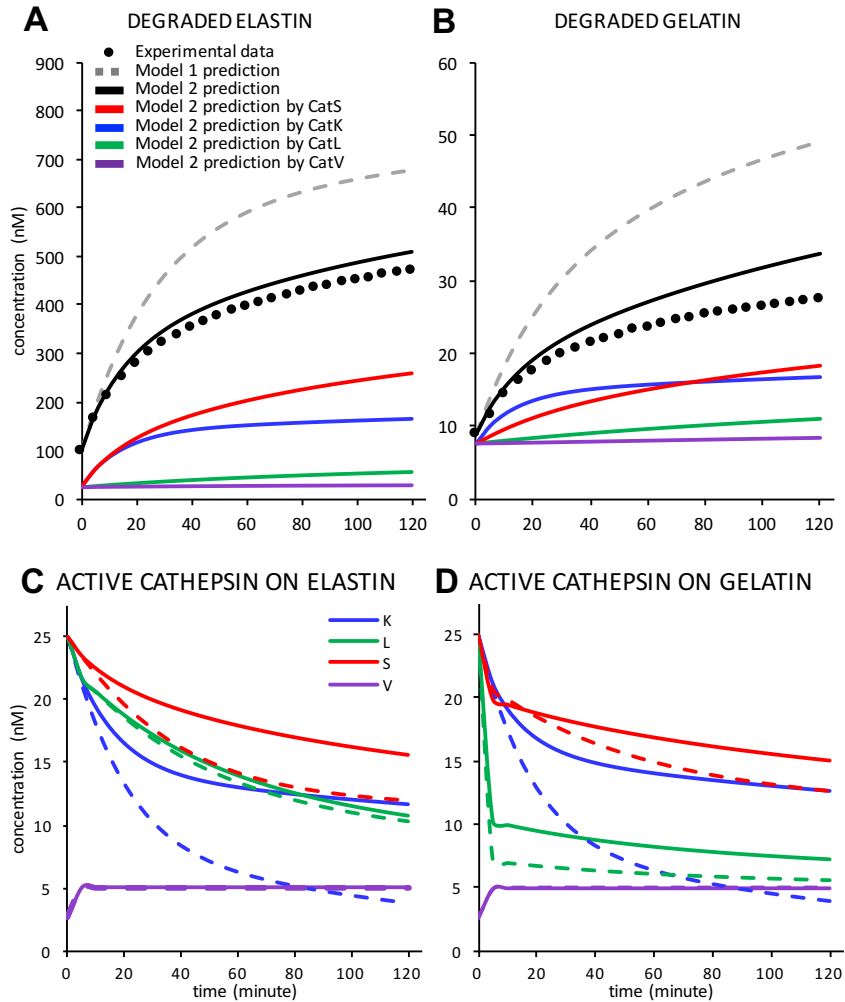 A DEGRADED ELASTIN
B DEGRADED GELATIN
Experimental data
Model 1 prediction
Model 2 prediction
Model 2 prediction by CatS
Model 2 prediction by CatK
Model 2 prediction by CatL
Model 2 prediction by CatV
concentration (nM)
900
800
700
600
500
400
300
200
100
0
0 20 40 60 80 100 120
60
50
40
30
20
10
0
0 20 40 60 80 100 120
C ACTIVE CATHEPSIN ON ELASTIN
D ACTIVE CATHEPSIN ON GELATIN
K
L
S
V
concentration (nM)
25
20
15
10
5
0
0 20 40 60 80 100 120
time (minute)
concentration (nM)
25
20
15
10
5
0
0 20 40 60 80 100 120
time (minute)